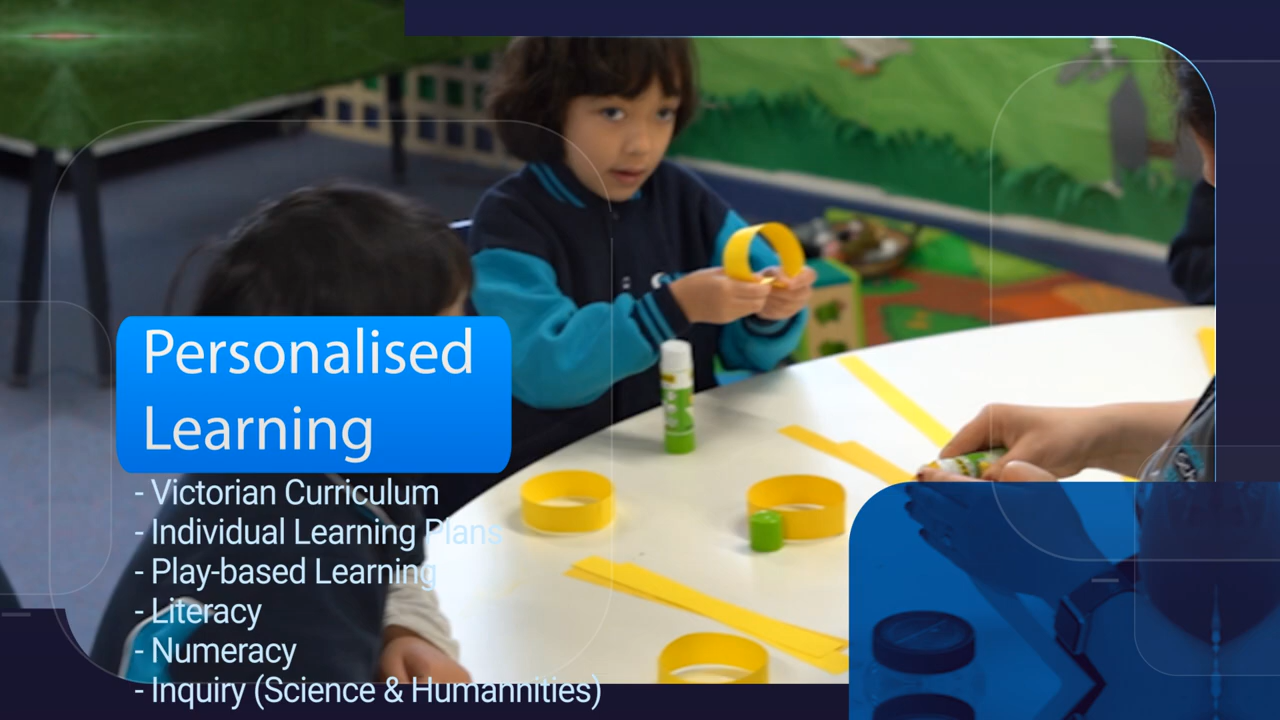 Personalised
Learning
- Victorian Curriculum
- Individual Learning Plans
- Play-based Learning
- Literacy
- Numeracy
- Inquiry (Science & Humannities)